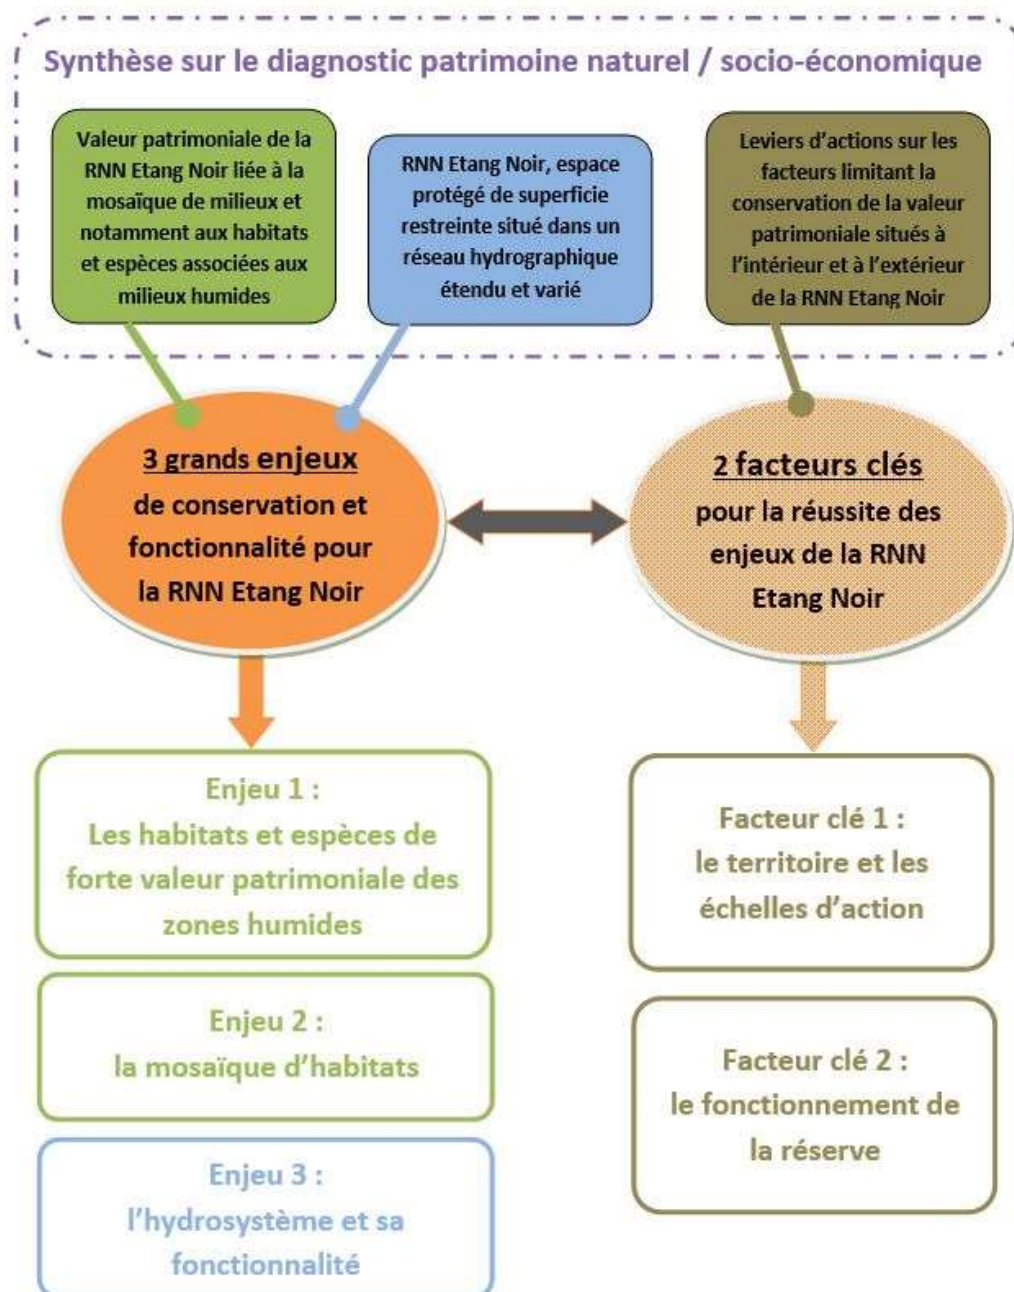 Synthèse sur le diagnostic patrimoine naturel / socio-économique
Valeur patrimoniale de la
RNN Etang Noir liée à la
mosaïque de milieux et
notamment aux habitats
et espèces associées aux
milieux humides
RNN Etang Noir, espace
protégé de superficie
restreinte situé dans un
réseau hydrographique
étendu et varié
Leviers d’actions sur les
facteurs limitant la
conservation de la valeur
patrimoniale situés à
l’intérieur et à l’extérieur
de la RNN Etang Noir
3 grands enjeux
de conservation et
fonctionnalité pour
la RNN Etang Noir
2 facteurs clés
pour la réussite des
enjeux de la RNN
Etang Noir
Enjeu 1 :
Les habitats et espèces de
forte valeur patrimoniale des
zones humides
Enjeu 2 :
la mosaïque d’habitats
Enjeu 3 :
l’hydrosystème et sa
fonctionnalité
Facteur clé 1 :
le territoire et les
échelles d’action
Facteur clé 2 :
le fonctionnement de
la réserve